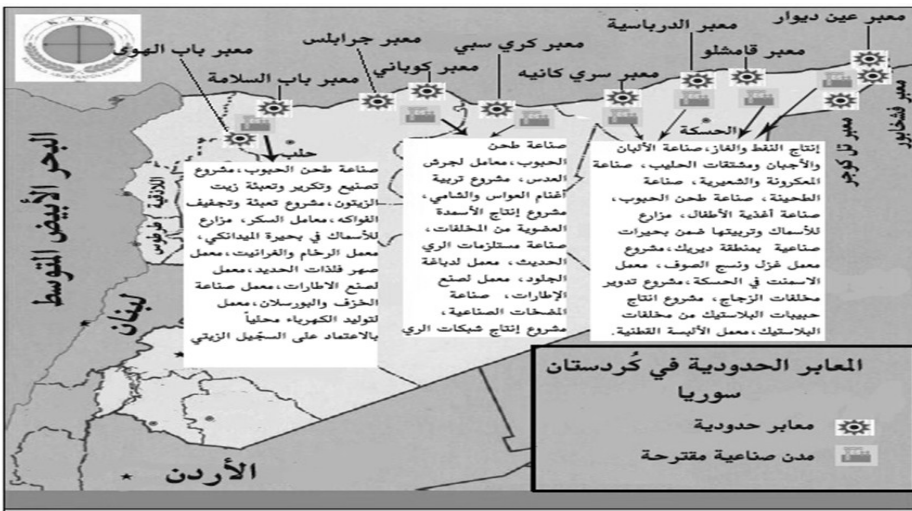 معبر عين ديوار
معبر الدرباسية
معبر قامشلو
معبر كري سبي
معبر سري كانيه
معبر جرابلس
معبر كوباني
معبر باب الهوى
معبر باب السلامة
معبر فشخابور
معبر تل كوجر
N.A.K.S
البحر الأبيض المتوسط
اللاذقية
طرطوس
لبنان
الأردن
حلب
الحسكة
إنتاج النفط والغاز،صناعة الألبان
والأجبان ومشتقات الحليب، صناعة
المعكرونة والشعيرية، صناعة
الطحينة، صناعة طحن الحبوب،
صناعة أغذية الأطفال، مزارع
للأسماك وتربيتها ضمن بحيرات
صناعية بمنطقة ديريك،مشروع
معمل غزل ونسج الصوف، معمل
الاسمنت في الحسكة،مشروع تدوير
مخلفات الزجاج، مشروع انتاج
حبيبات البلاستيك من مخلفات
البلاستيك،معمل الألبسة القطنية.
صناعة طحن
الحبوب،معامل لجرش
العدس، مشروع تربية
أغنام العواس والشامي،
مشروع إنتاج الأسمدة
العضوية من المخلفات،
صناعة مستلزمات الري
الحديث، معمل لدباغة
الجلود، معمل لصنع
الإطارات، صناعة
المضخات الصناعية،
مشروع إنتاج شبكات الري
صناعة طحن الحبوب،مشروع
تصنيع وتكرير وتعبئة زيت
الزيتون،مشروع تعبئة وتجفيف
الفواكه،معامل السكر، مزارع
للأسماك في بحيرة الميدانكي،
معمل الرخام والغرانيت،معمل
صهر فلذات الحديد،معمل
لصنع الاطارات،معمل صناعة
الخزف والبورسلان،معمل
لتوليد الكهرباء محلياً
بالاعتماد على السجّيل الزيتي
المعابر الحدودية في كُردستان
سوريا
معابر حدودية
مدن صناعية مقترحة